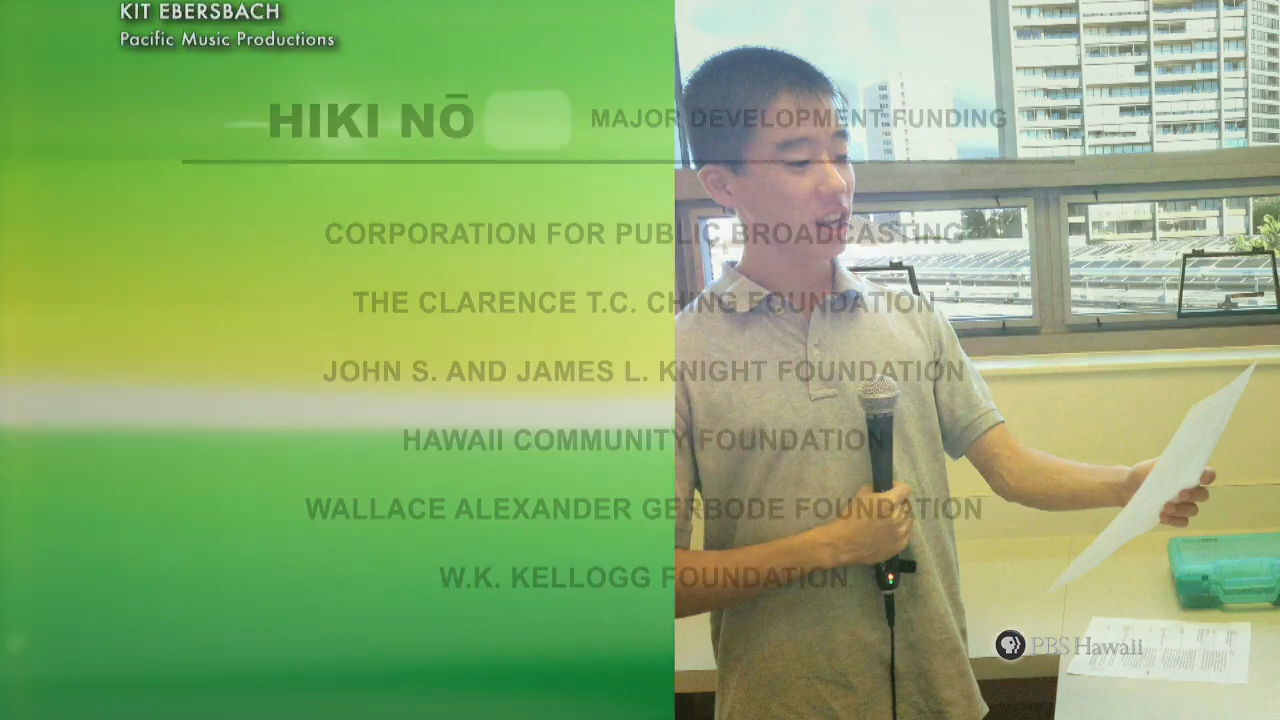 KIT EBERSBACH
Pacific Music Productions
HIKI NŌ MAJOR DEVELOPMENT FUNDING
CORPORATION FOR PUBLIC BROADCASTING
THE CLARENCE T.C. CHING FOUNDATION
JOHN S. AND JAMES L. KNIGHT FOUNDATION
HAWAII COMMUNITY FOUNDATION
WALLACE ALEXANDER GERBODE FOUNDATION
W.K. KELLOGG FOUNDATION
PBS Hawaii